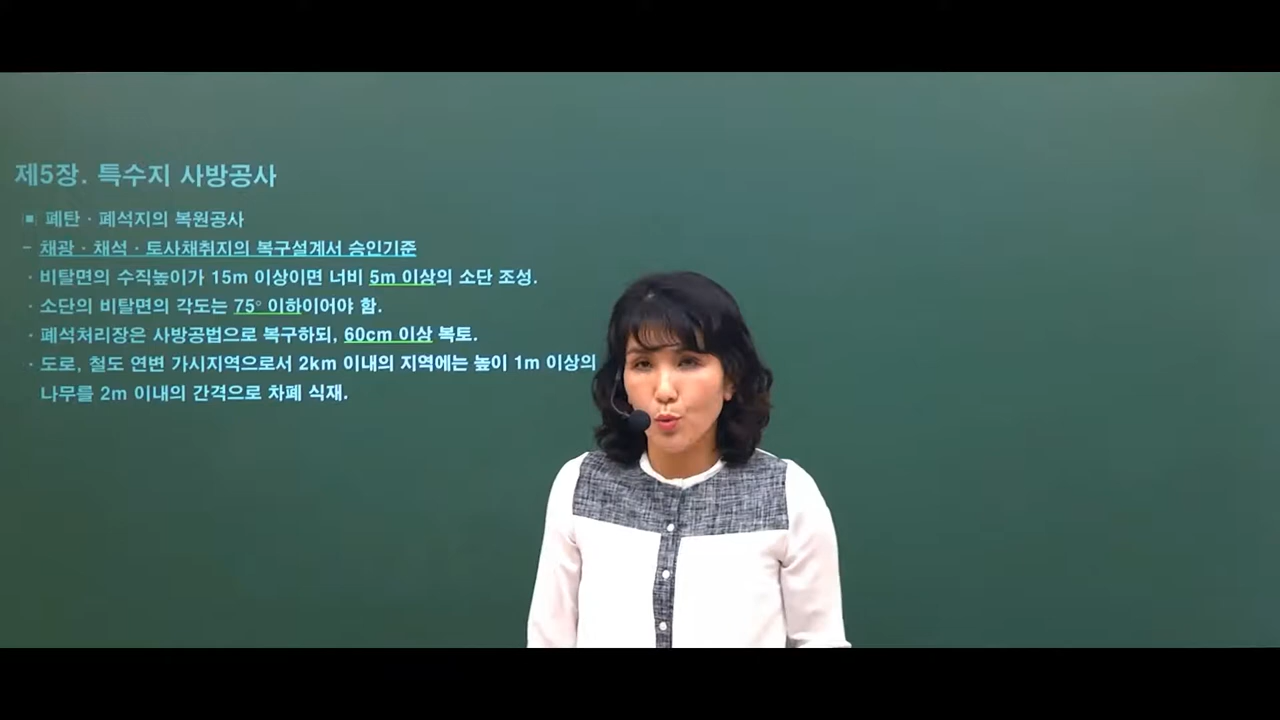 제5장. 특수지 사방공사
▣ 폐탄 · 폐석지의 복원공사
- 채광 · 채석 · 토사채취지의 복구설계서 승인기준
· 비탈면의 수직높이가 15m 이상이면 너비 5m 이상의 소단 조성.
· 소단의 비탈면의 각도는 75° 이하이어야 함.
· 폐석처리장은 사방공법으로 복구하되, 60cm 이상 복토.
· 도로, 철도 연변 가시지역으로서 2km 이내의 지역에는 높이 1m 이상의
나무를 2m 이내의 간격으로 차폐 식재.